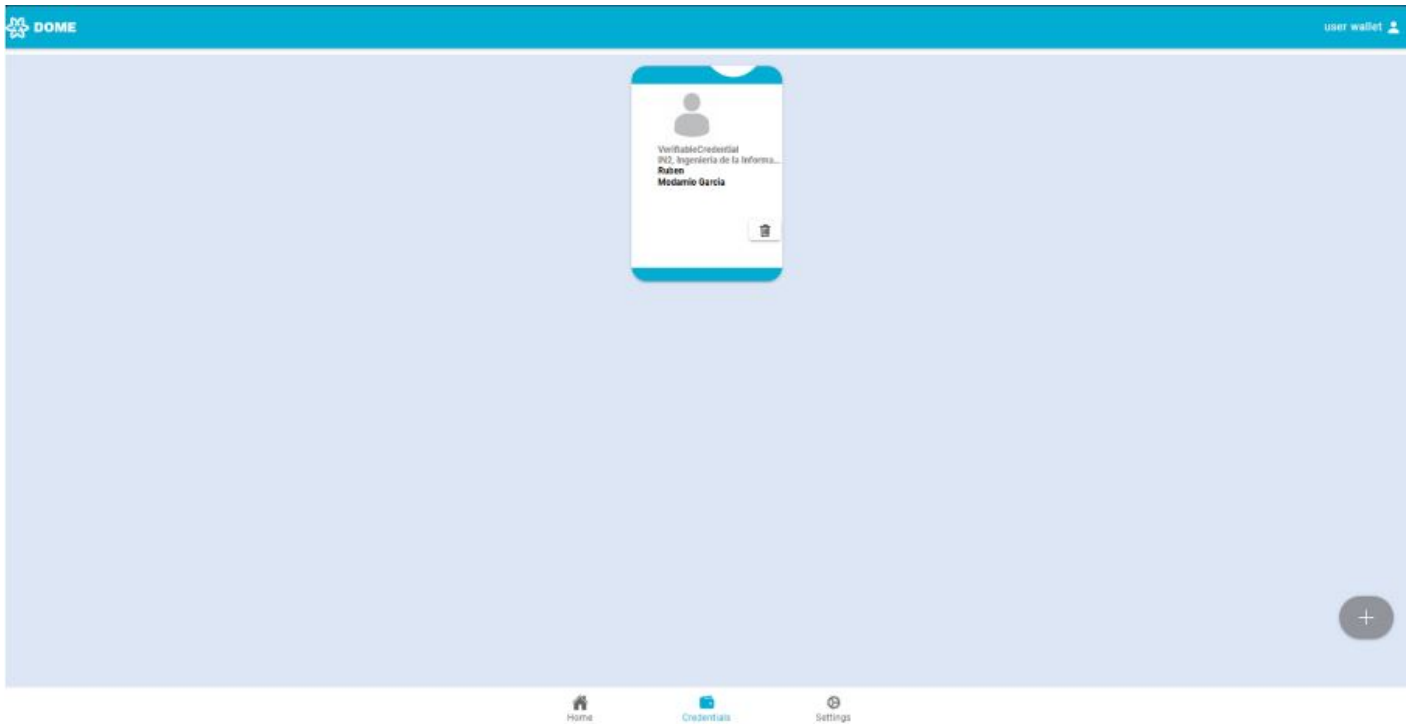 DOME
user wallet
VerifiableCredential
IN2, Ingeniería de la Informa...
Ruben
Modamio Garcia
Home
Credentials
Settings